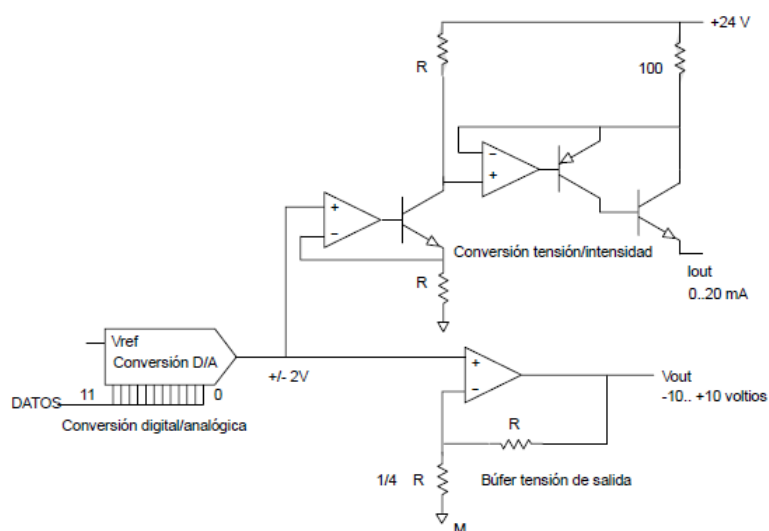 +24 V
R
100
−
+
+
−
Conversión tensión/intensidad
R
Iout
0..20 mA
Vref
Conversión D/A
+/- 2V
+
−
Vout
-10.. +10 voltios
DATOS
11
0
Conversión digital/analógica
R
1/4 R
Búfer tensión de salida
M